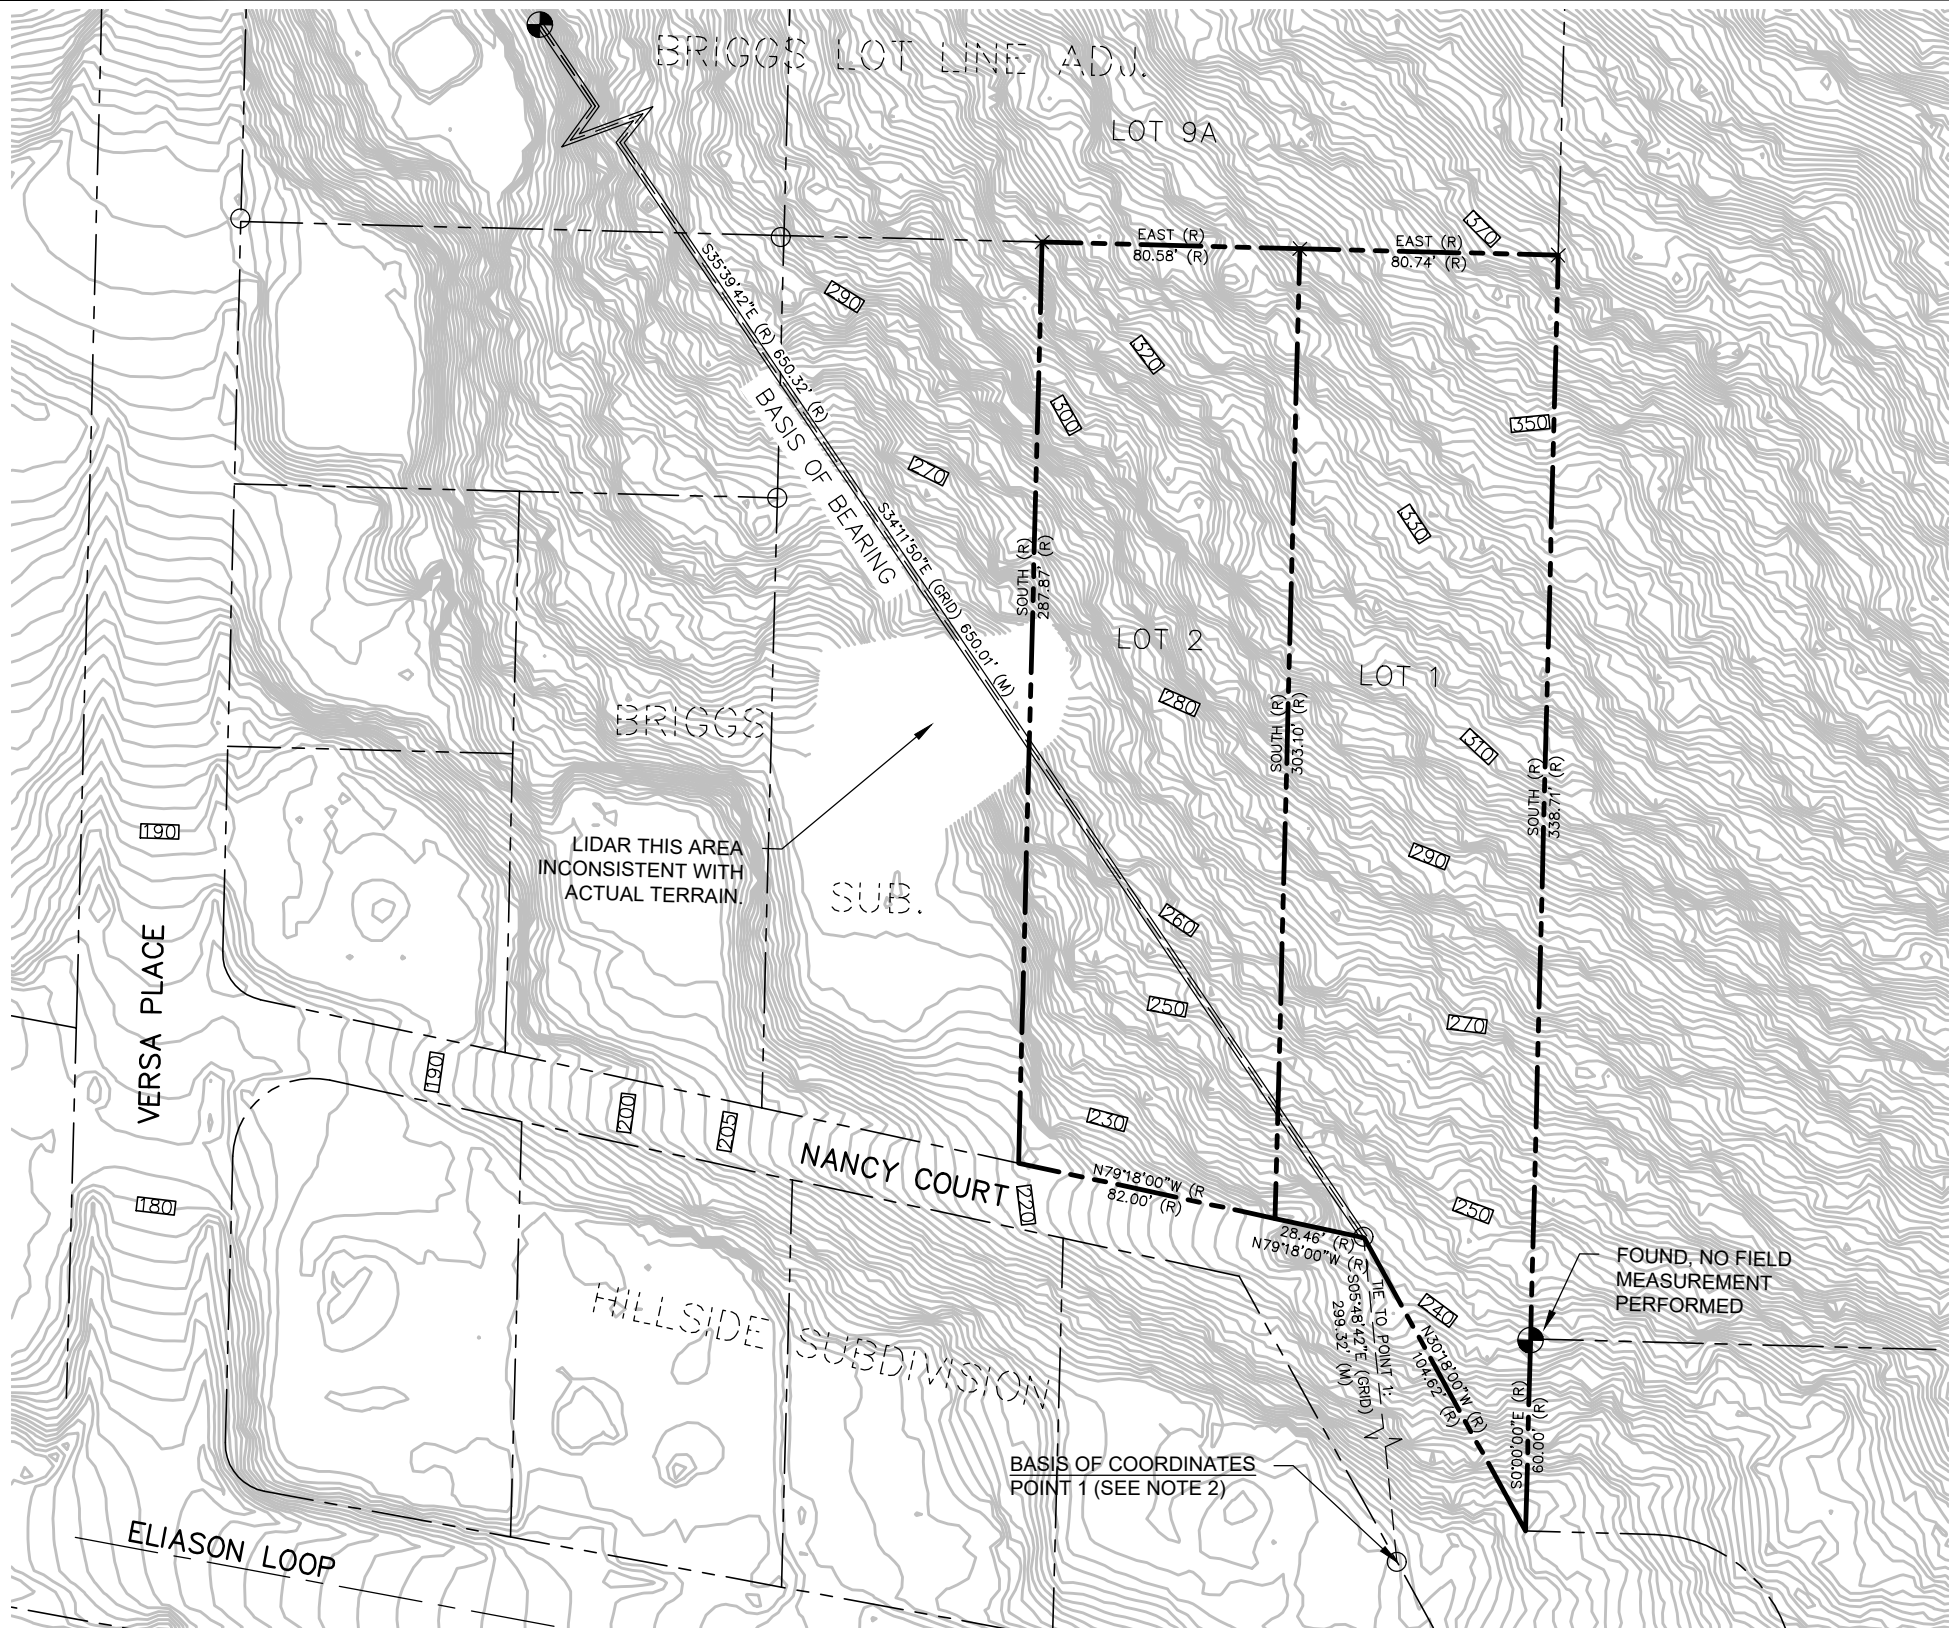 BRIGGS LOT LINE ADJ.
LOT 9A
EAST (R)
80.58' (R)
EAST (R)
80.74' (R)
370
S35°39'42"E (R) 650.32' (R)
290
320
300
350
BASIS OF BEARING
270
S34°11'50"E (GRID) 650.01' (M)
330
SOUTH (R)
287.87' (R)
LOT 2
LOT 1
280
SOUTH (R)
303.10' (R)
310
BRIGGS
SOUTH (R)
338.71' (R)
190
LIDAR THIS AREA
INCONSISTENT WITH
ACTUAL TERRAIN.
290
SUB.
260
VERSA PLACE
250
270
190
200
205
230
NANCY COURT
N79°18'00"W (R
82.00' (R)
220
180
250
28.46' (R)
N79°18'00"W (R)
FOUND, NO FIELD
MEASUREMENT
PERFORMED
TIE TO POINT 1:
S05°48'42"E (GRID)
299.32' (M)
240
HILLSIDE SUBDIVISION
N30°18'00"W (R)
104.62' (R)
S0°00'00"E (R)
60.00' (R)
BASIS OF COORDINATES
POINT 1 (SEE NOTE 2)
ELIASON LOOP